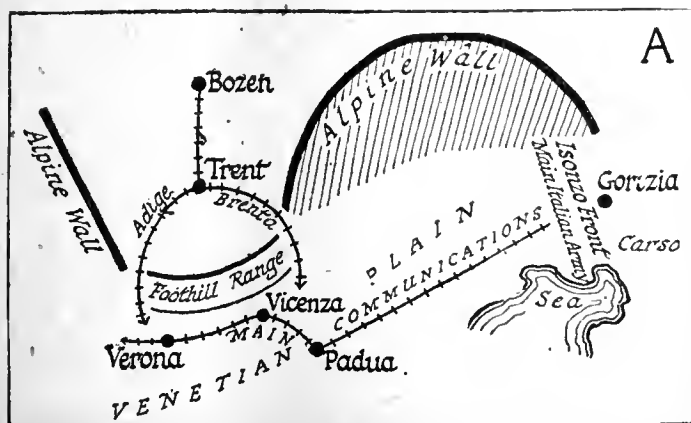 A
Bozen
Alpine Wall
Alpine Wall
Trent
Adige
Brenta
Isonzo Front
Main Italian Army
Gorizia
Carso
Foothill Range
PLAIN
COMMUNICATIONS
Sea
Vicenza
Verona
MAIN
Padua
VENETIAN